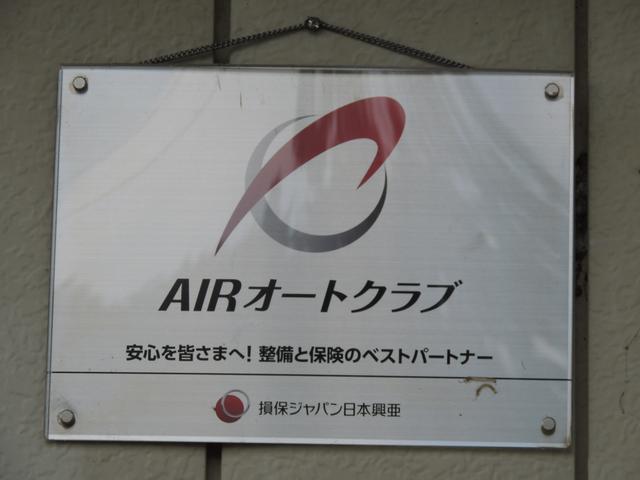 AIRオートクラブ
安心を皆さまへ！整備と保険のベストパートナー
損保ジャパン日本興亜